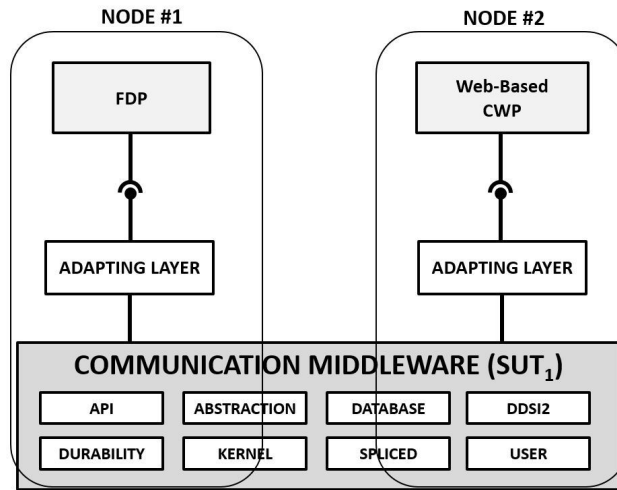 NODE #1
NODE #2
FDP
Web-Based
CWP
ADAPTING LAYER
ADAPTING LAYER
COMMUNICATION MIDDLEWARE (SUT₁)
API
ABSTRACTION
DATABASE
DDSI2
DURABILITY
KERNEL
SPLICED
USER